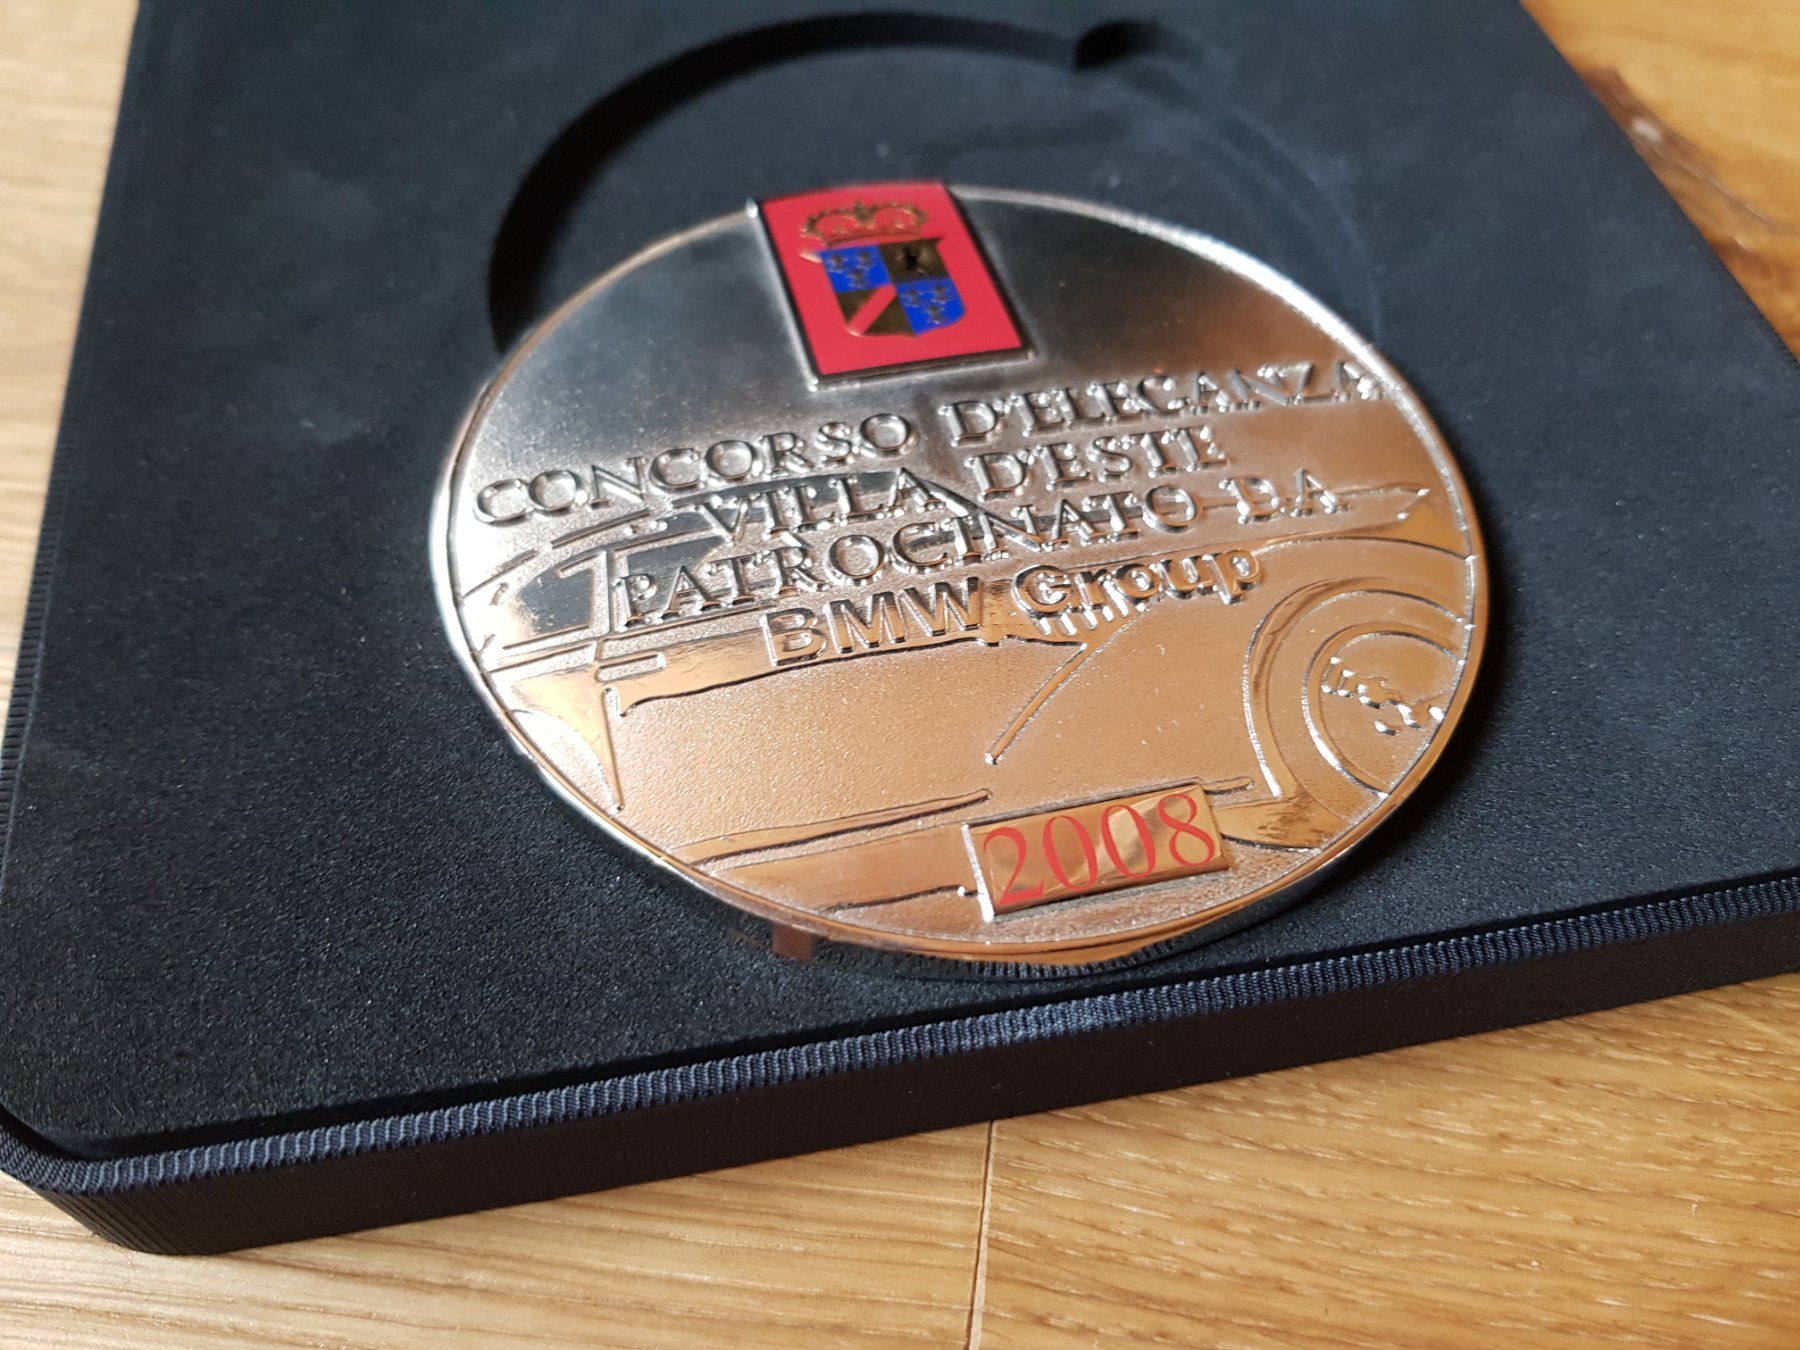 CONCORSO D'ELEGANZA
VILLA D'ESTE
PATROCINATO DA
BMW Group
2008